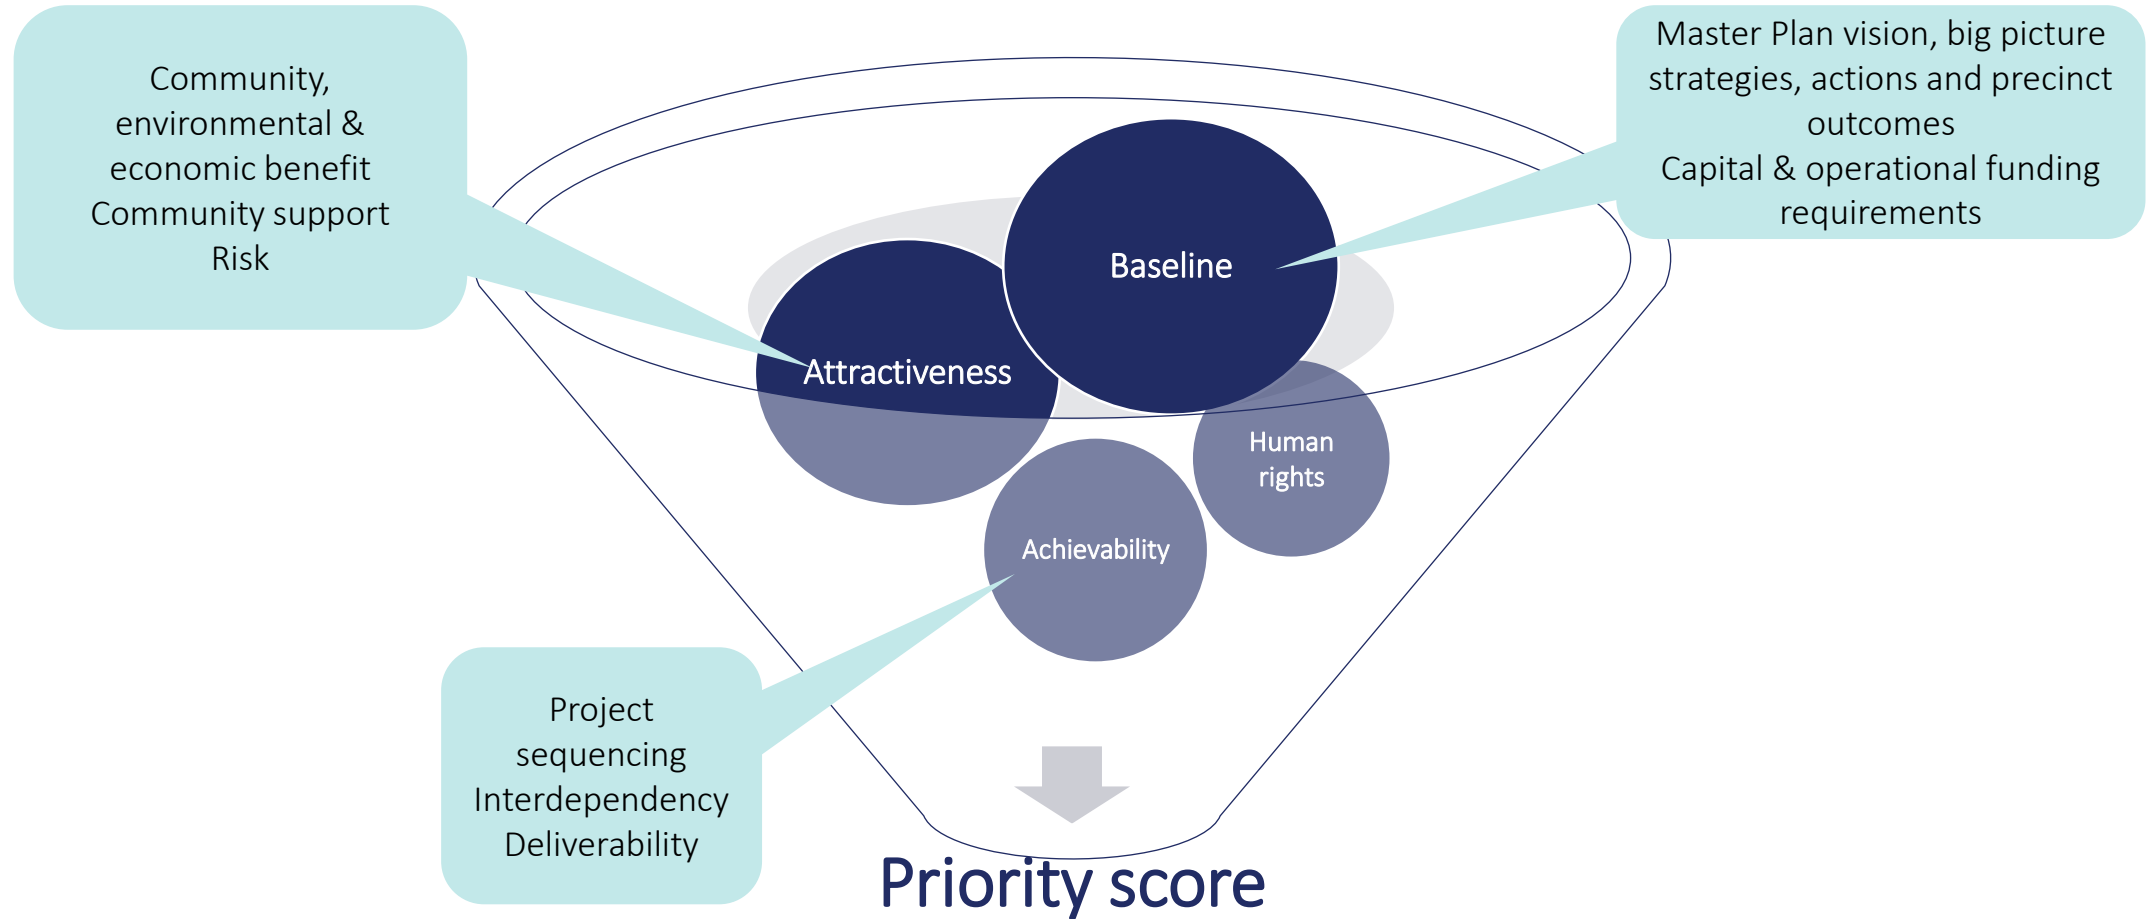 Community,
environmental &
economic benefit
Community support
Risk
Master Plan vision, big picture
strategies, actions and precinct
outcomes
Capital & operational funding
requirements
Baseline
Attractiveness
Human
rights
Achievability
Project
sequencing
Interdependency
Deliverability
Priority score